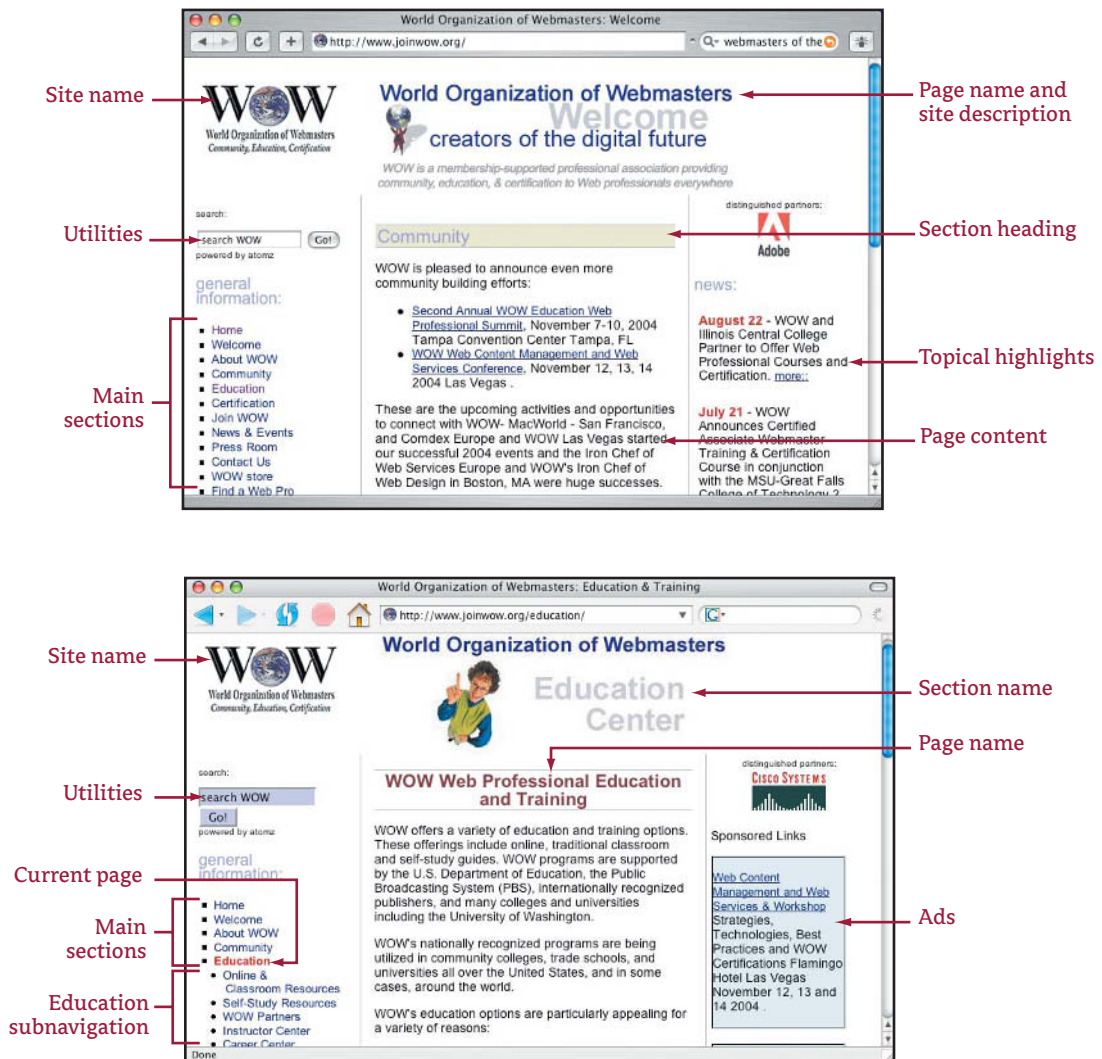 World Organization of Webmasters: Welcome
http://www.joinwow.org/
webmasters of the
Site name
WOW
World Organization of Webmasters
Community, Education, Certification
World Organization of Webmasters
Welcome
creators of the digital future
WOW is a membership-supported professional association providing
community, education, & certification to Web professionals everywhere
Page name and
site description
Utilities
search:
search WOW
Go!
powered by atomz
general
information:
Main
sections
Home
Welcome
About WOW
Community
Education
Certification
Join WOW
News & Events
Press Room
Contact Us
WOW store
Find a Web Pro
Community
WOW is pleased to announce even more
community building efforts:
Second Annual WOW Education Web
Professional Summit, November 7-10, 2004
Tampa Convention Center Tampa, FL
WOW Web Content Management and Web
Services Conference, November 12, 13, 14
2004 Las Vegas .
These are the upcoming activities and opportunities
to connect with WOW- MacWorld - San Francisco,
and Comdex Europe and WOW Las Vegas started
our successful 2004 events and the Iron Chef of
Web Services Europe and WOW's Iron Chef of
Web Design in Boston, MA were huge successes.
distinguished partners:
Adobe
news:
August 22 - WOW and
Illinois Central College
Partner to Offer Web
Professional Courses and
Certification. more::
July 21 - WOW
Announces Certified
Associate Webmaster
Training & Certification
Course in conjunction
with the MSU-Great Falls
College of Technology 2
Section heading
Topical highlights
Page content
World Organization of Webmasters: Education & Training
http://www.joinwow.org/education/
G
Site name
WOW
World Organization of Webmasters
Community, Education, Certification
World Organization of Webmasters
Education
Center
Section name
Page name
Utilities
search:
search WOW
Go!
powered by atomz
general
information:
Current page
Main
sections
Home
Welcome
About WOW
Community
Education
Education
subnavigation
Online &
Classroom Resources
Self-Study Resources
WOW Partners
Instructor Center
Career Center
WOW Web Professional Education
and Training
WOW offers a variety of education and training options.
These offerings include online, traditional classroom
and self-study guides. WOW programs are supported
by the U.S. Department of Education, the Public
Broadcasting System (PBS), internationally recognized
publishers, and many colleges and universities
including the University of Washington.
WOW's nationally recognized programs are being
utilized in community colleges, trade schools, and
universities all over the United States, and in some
cases, around the world.
WOW's education options are particularly appealing for
a variety of reasons:
distinguished partners:
CISCO SYSTEMS
Sponsored Links
Web Content
Management and Web
Services & Workshop
Strategies,
Technologies, Best
Practices and WOW
Certifications Flamingo
Hotel Las Vegas
November 12, 13 and
14 2004 .
Ads
Done